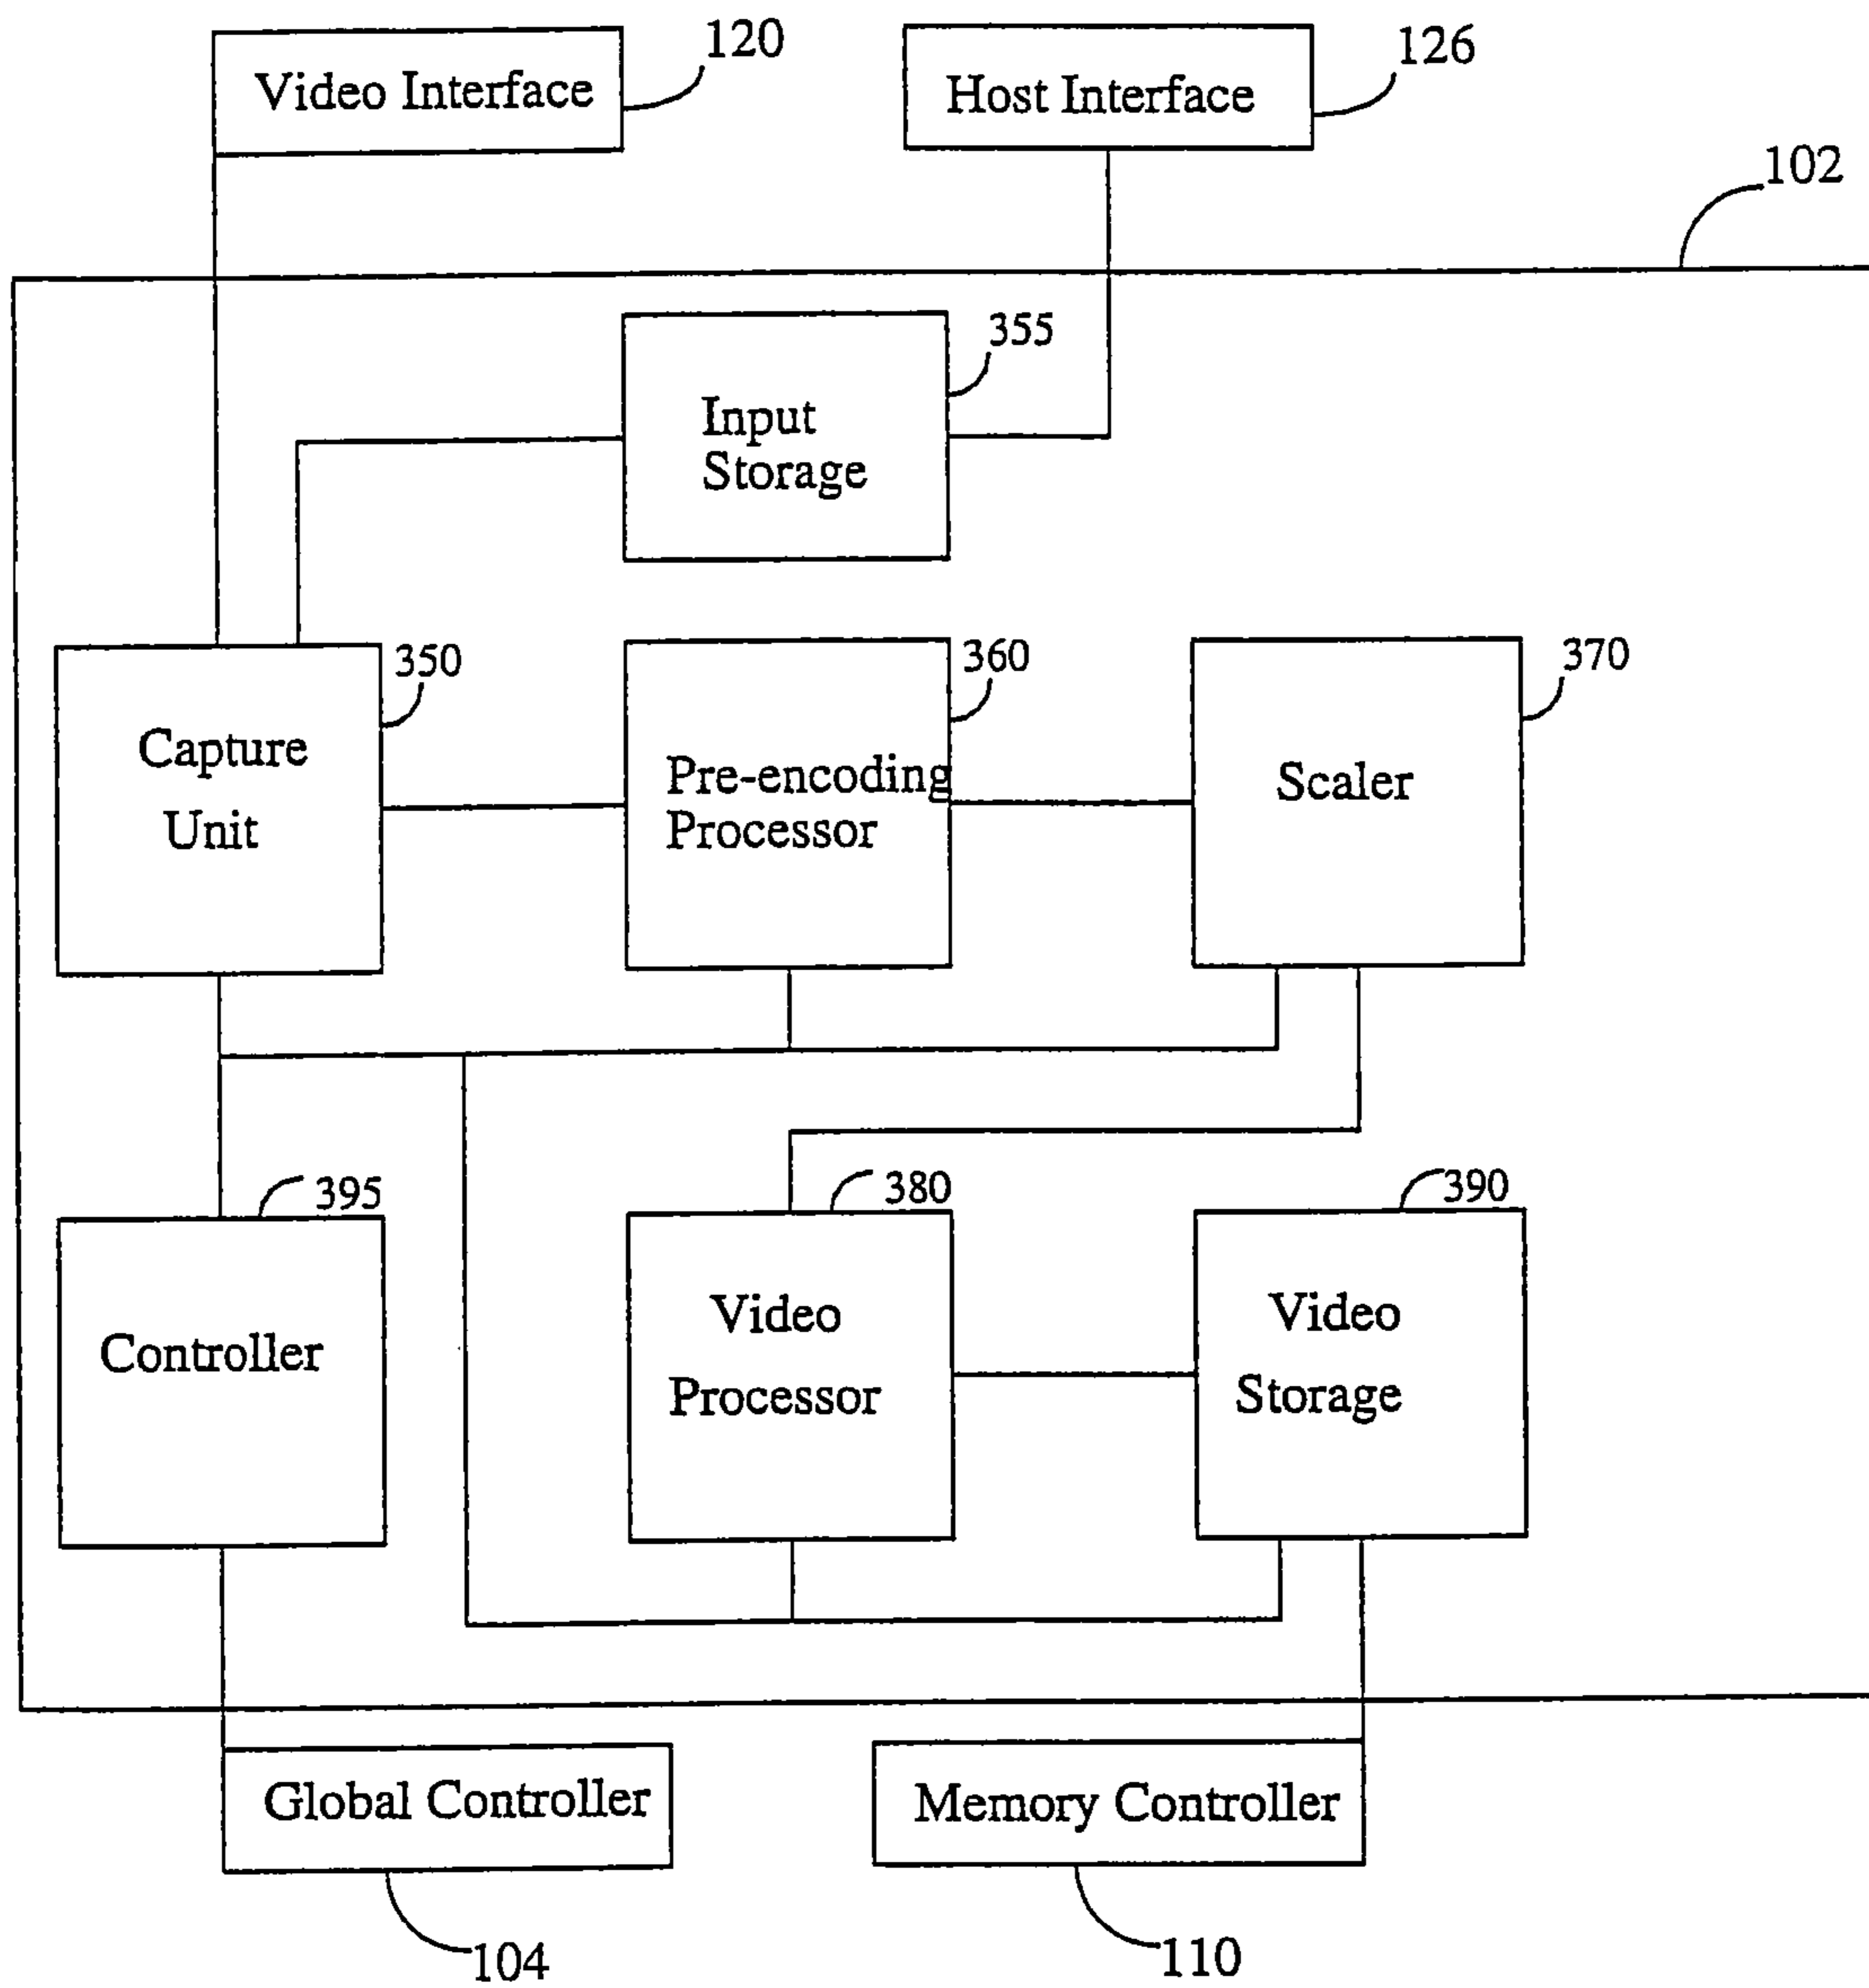 120
126
Video Interface
Host Interface
102
355
Input
Storage
350
360
370
Capture
Unit
Pre-encoding
Processor
Scaler
395
380
390
Controller
Video
Processor
Video
Storage
Global Controller
Memory Controller
104
110